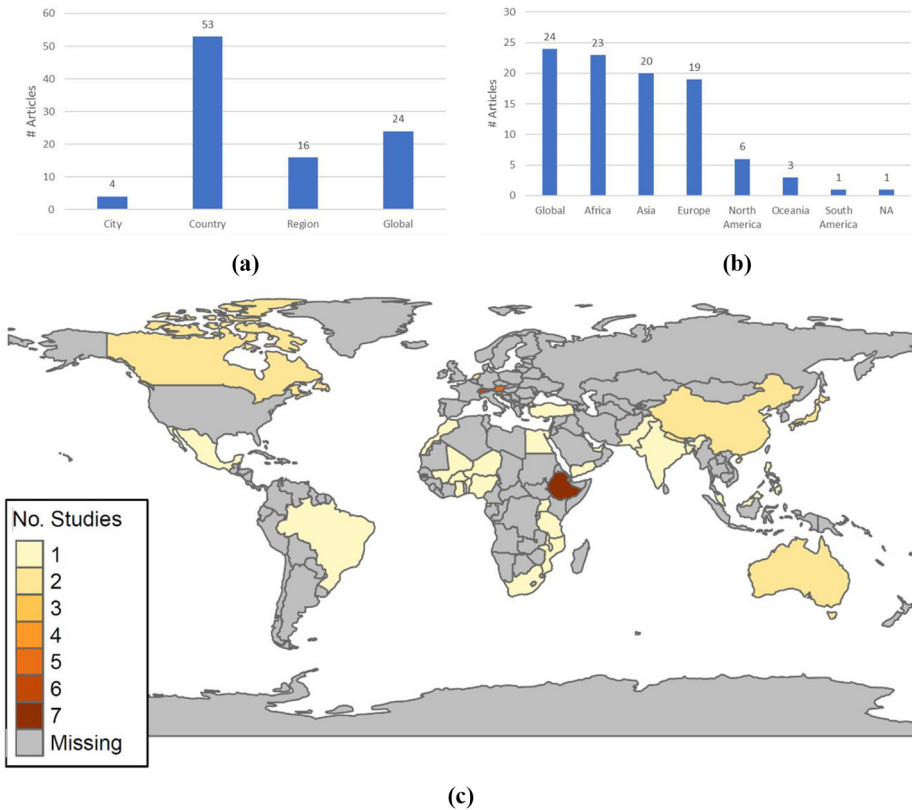 60
50
40
30
20
10
0
# Articles
4
53
16
24
City
Country
Region
Global
(a)
30
25
20
15
10
5
0
# Articles
24
23
20
19
6
3
1
1
Global
Africa
Asia
Europe
North
America
Oceania
South
America
NA
(b)
No. Studies
1
2
3
4
5
6
7
Missing
(c)